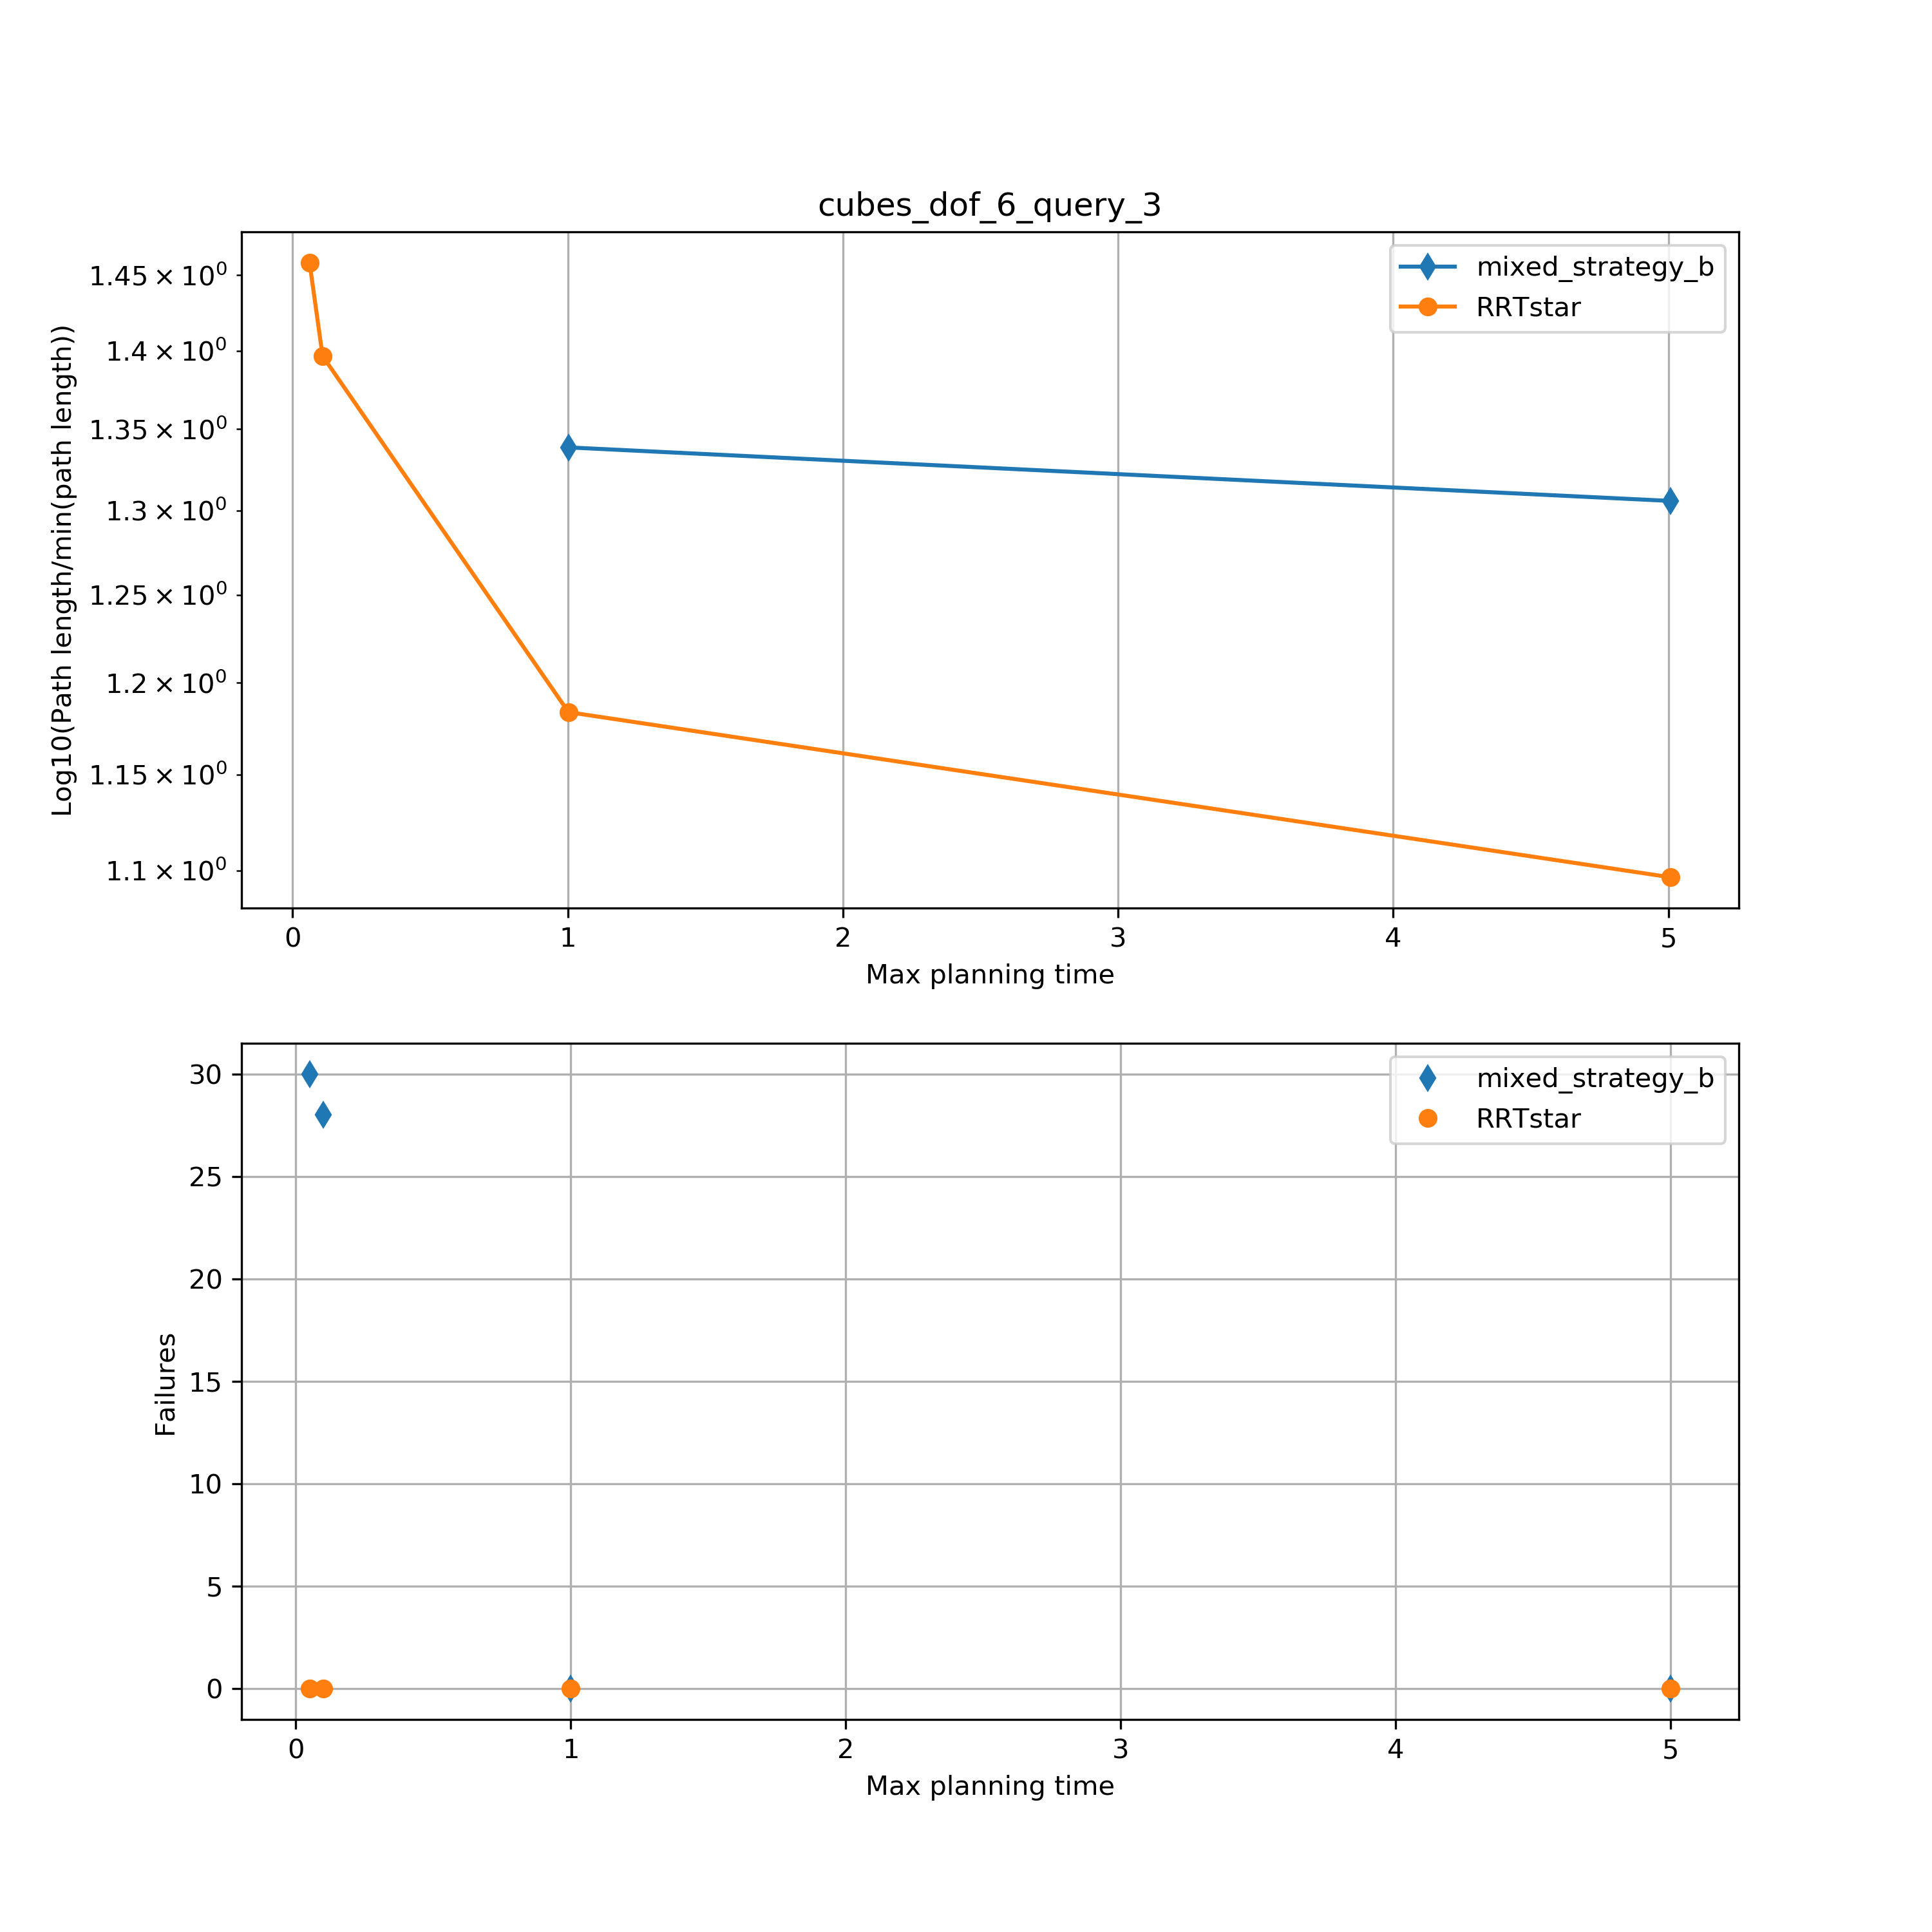 cubes_dof_6_query_3
1.45 × 10⁰
1.4 × 10⁰
1.35 × 10⁰
1.3 × 10⁰
1.25 × 10⁰
1.2 × 10⁰
1.15 × 10⁰
1.1 × 10⁰
Log10(Path length/min(path length))
mixed_strategy_b
RRTstar
0 1 2 3 4 5
Max planning time
30
25
20
15
10
5
0
Failures
mixed_strategy_b
RRTstar
0 1 2 3 4 5
Max planning time